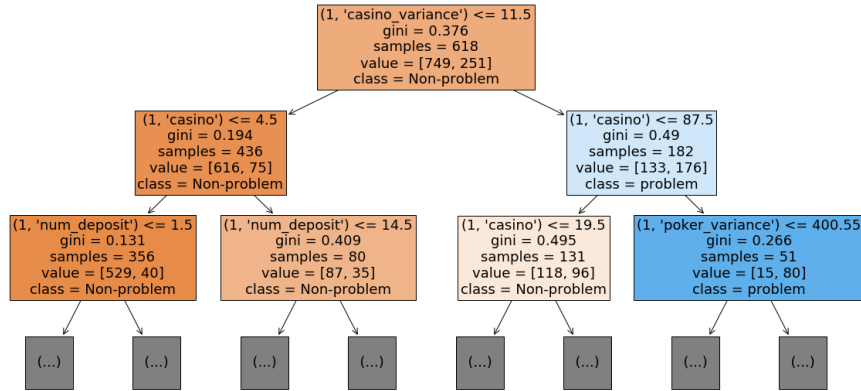 (1, 'casino_variance') <= 11.5
gini = 0.376
samples = 618
value = [749, 251]
class = Non-problem
(1, 'casino') <= 4.5
gini = 0.194
samples = 436
value = [616, 75]
class = Non-problem
(1, 'casino') <= 87.5
gini = 0.49
samples = 182
value = [133, 176]
class = problem
(1, 'num_deposit') <= 1.5
gini = 0.131
samples = 356
value = [529, 40]
class = Non-problem
(1, 'num_deposit') <= 14.5
gini = 0.409
samples = 80
value = [87, 35]
class = Non-problem
(1, 'casino') <= 19.5
gini = 0.495
samples = 131
value = [118, 96]
class = Non-problem
(1, 'poker_variance') <= 400.55
gini = 0.266
samples = 51
value = [15, 80]
class = problem
(...)
(...)
(...)
(...)
(...)
(...)
(...)
(...)